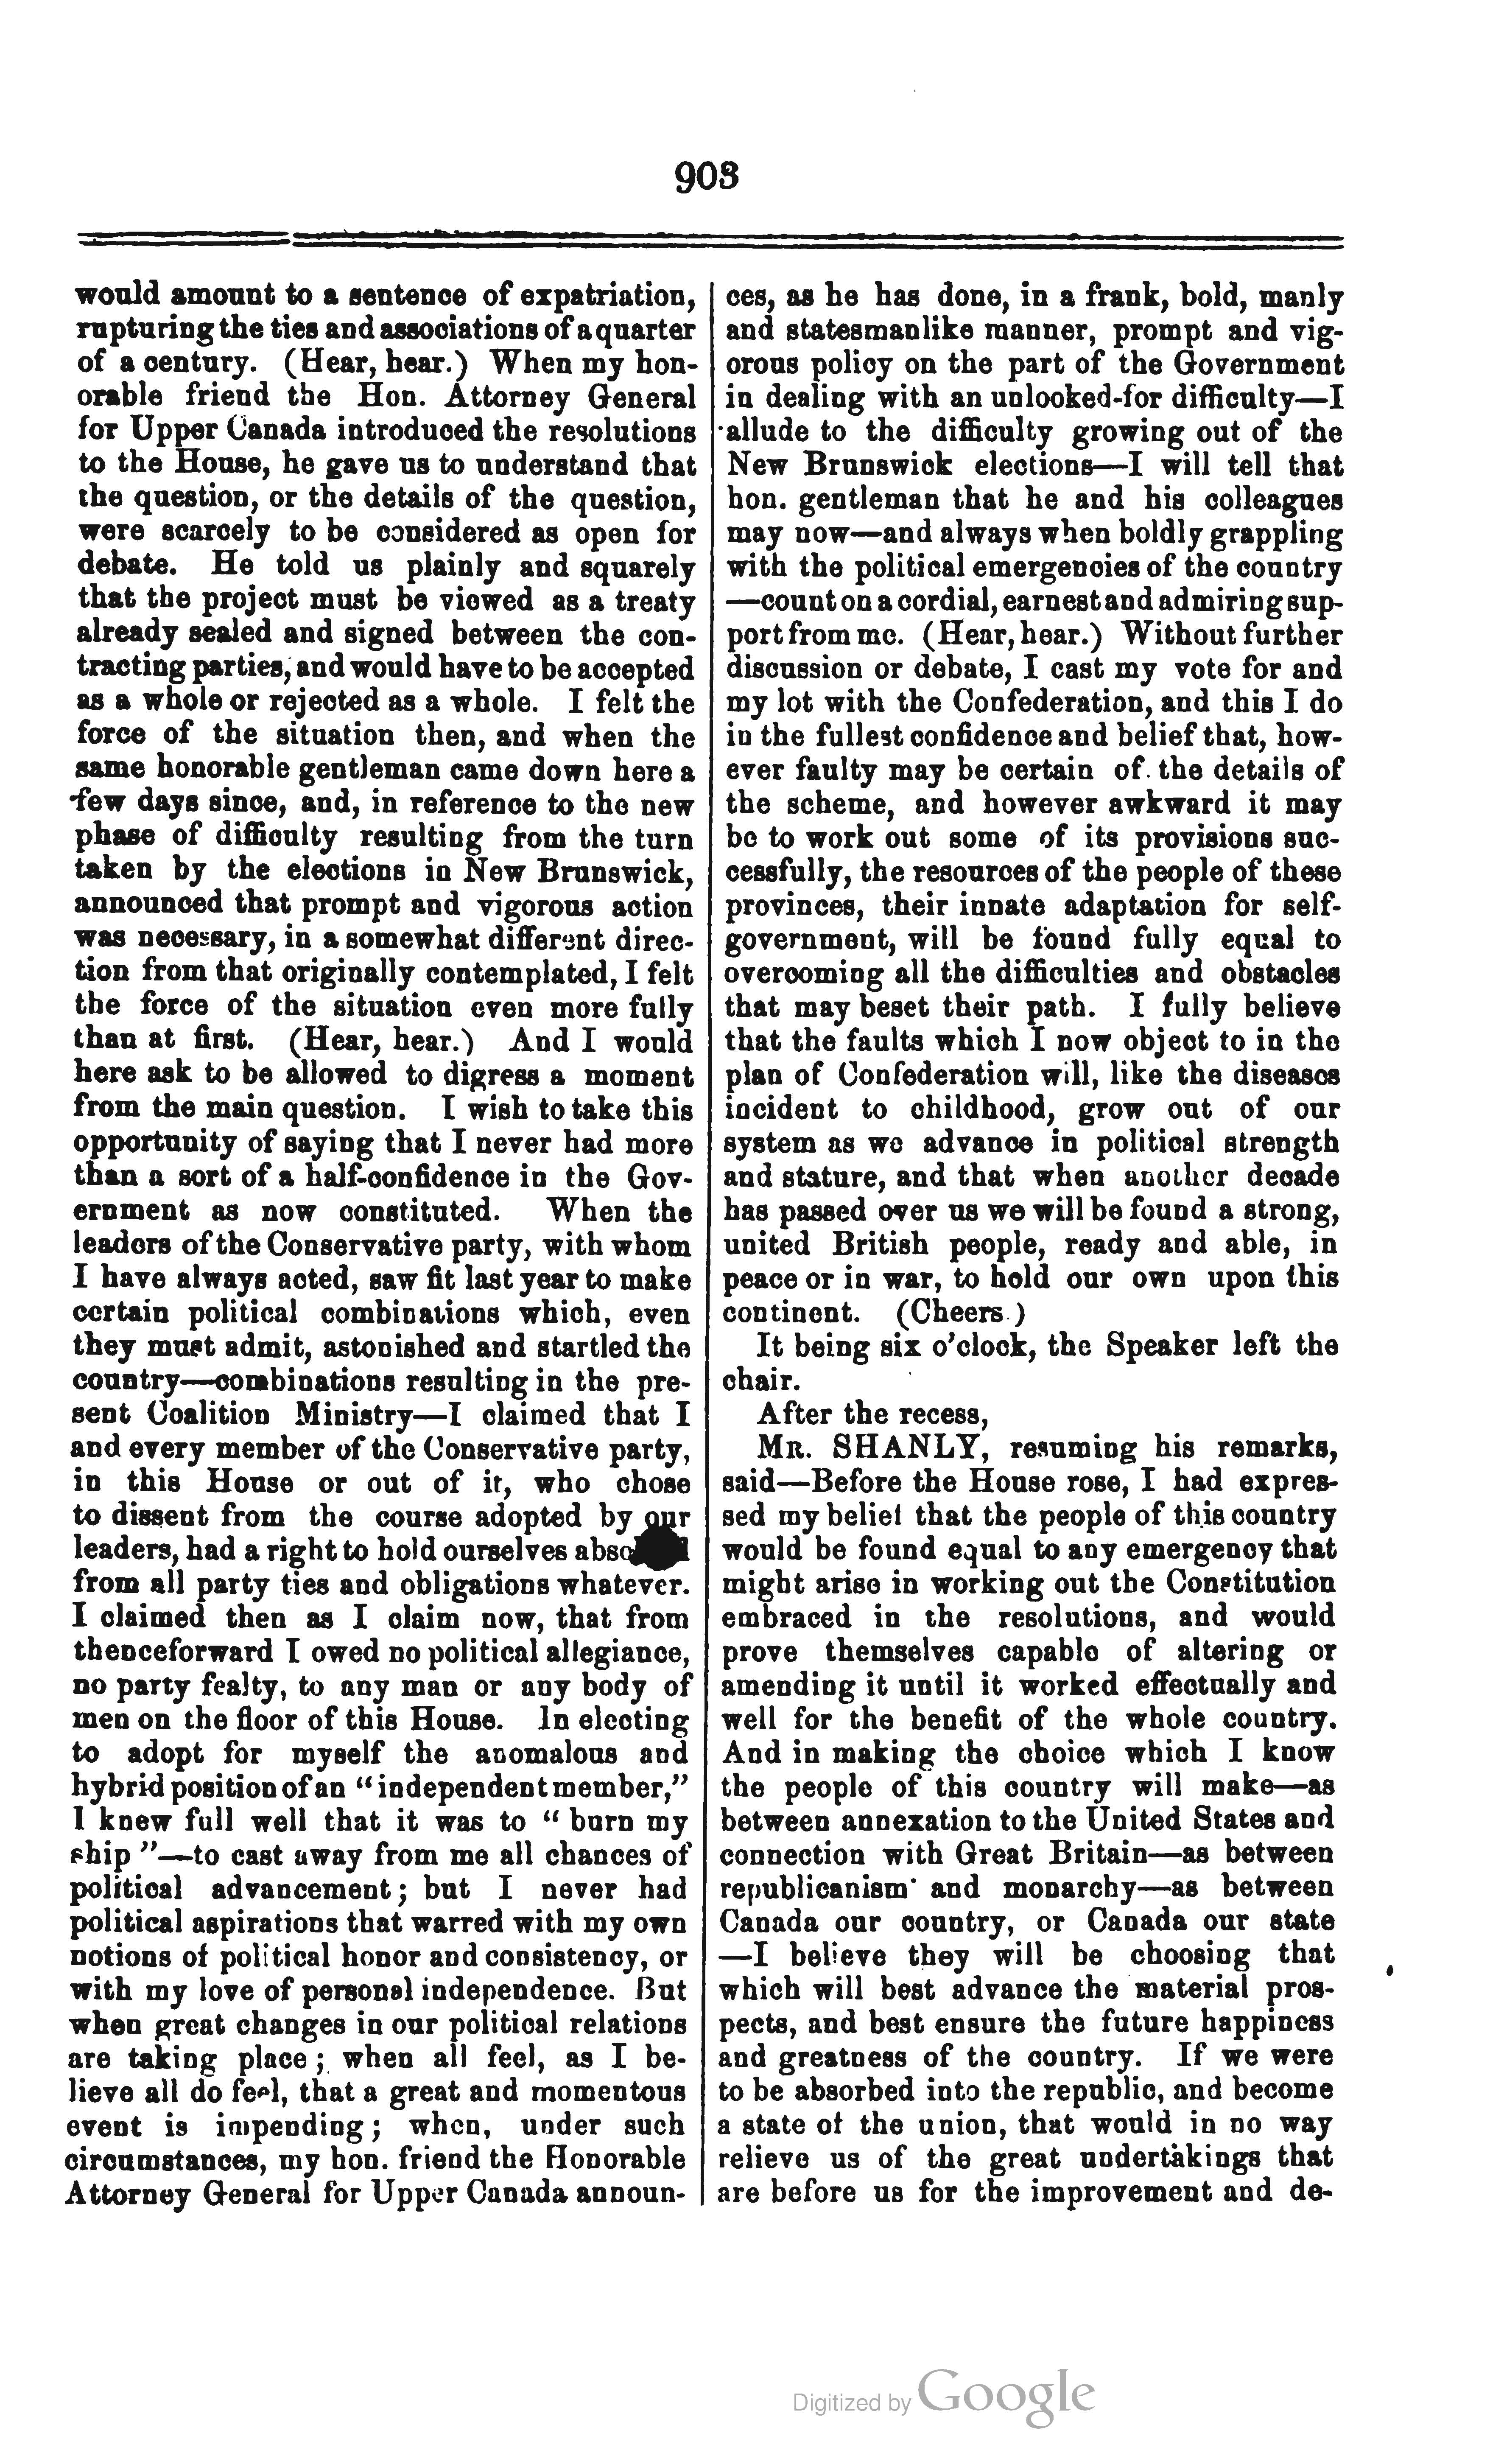 903
would amount to a sentence of expatriation,
rupturing the ties and associations of a quarter
of a century. (Hear, hear.) When my hon-
orable friend the Hon. Attorney General
for Upper Canada introduced the resolutions
to the House, he gave us to understand that
the question, or the details of the question,
were scarcely to be considered as open for
debate. He told us plainly and squarely
that the project must be viewed as a treaty
already sealed and signed between the con-
tracting parties, and would have to be accepted
as a whole or rejected as a whole. I felt the
force of the situation then, and when the
same honorable gentleman came down here a
few days since, and, in reference to the new
phase of difficulty resulting from the turn
taken by the elections in New Brunswick,
announced that prompt and vigorous action
was necessary, in a somewhat different direc-
tion from that originally contemplated, I felt
the force of the situation even more fully
than at first. (Hear, hear.) And I would
here ask to be allowed to digress a moment
from the main question. I wish to take this
opportunity of saying that I never had more
than a sort of a half-confidence in the Gov-
ernment as now constituted. When the
leaders of the Conservative party, with whom
I have always acted, saw fit last year to make
certain political combinations which, even
they must admit, astonished and startled the
country—combinations resulting in the pre-
sent Coalition Ministry—I claimed that I
and every member of the Conservative party,
in this House or out of it, who chose
to dissent from the course adopted by our
leaders, had a right to hold ourselves
from all party ties and obligations whatever.
I claimed then as I claim now, that from
thenceforward I owed no political allegiance,
no party fealty, to any man or any body of
men on the floor of this House. In electing
to adopt for myself the anomalous and
hybrid position of an "independent member,"
I knew full well that it was to "burn my
ship"—to cast away from me all chances of
political advancement; but I never had
political aspirations that warred with my own
notions of political honor and consistency, or
with my love of personal independence. But
when great changes in our political relations
are taking place; when all feel, as I be-
lieve all do feel, that a great and momentous
event is impending; when, under such
circumstances, my hon. friend the Honorable
Attorney General for Upper Canada announ-
ces, as he has done, in a frank, bold, manly
and statesmanlike manner, prompt and vig-
orous policy on the part of the Government
in dealing with an unlooked-for difficulty—I
allude to the difficulty growing out of the
New Brunswick elections—I will tell that
hon. gentleman that he and his colleagues
may now—and always when boldly grappling
with the political emergencies of the country
—count on a cordial, earnest and admiring sup-
port from me. (Hear, hear.) Without further
discussion or debate, I cast my vote for and
my lot with the Confederation, and this I do
in the fullest confidence and belief that, how-
ever faulty may be certain of the details of
the scheme, and however awkward it may
be to work out some of its provisions suc-
cessfully, the resources of the people of these
provinces, their innate adaptation for self-
government, will be found fully equal to
overcoming all the difficulties and obstacles
that may beset their path. I fully believe
that the faults which I now object to in the
plan of Confederation will, like the diseases
incident to childhood, grow out of our
system as we advance in political strength
and stature, and that when another decade
has passed over us we will be found a strong,
united British people, ready and able, in
peace or in war, to hold our own upon this
continent. (Cheers.)
It being six o'clock, the Speaker left the
chair.
After the recess,
MR. SHANLY, resuming his remarks,
said—Before the House rose, I had expres-
sed my belief that the people of this country
would be found equal to any emergency that
might arise in working out the Constitution
embraced in the resolutions, and would
prove themselves capable of altering or
amending it until it worked effectually and
well for the benefit of the whole country.
And in making the choice which I know
the people of this country will make—as
between annexation to the United States and
connection with Great Britain—as between
republicanism and monarchy—as between
Canada our country, or Canada our state
—I believe they will be choosing that
which will best advance the material pros-
pects, and best ensure the future happiness
and greatness of the country. If we were
to be absorbed into the republic, and become
a state of the union, that would in no way
relieve us of the great undertakings that
are before us for the improvement and de-
Digitized by Google